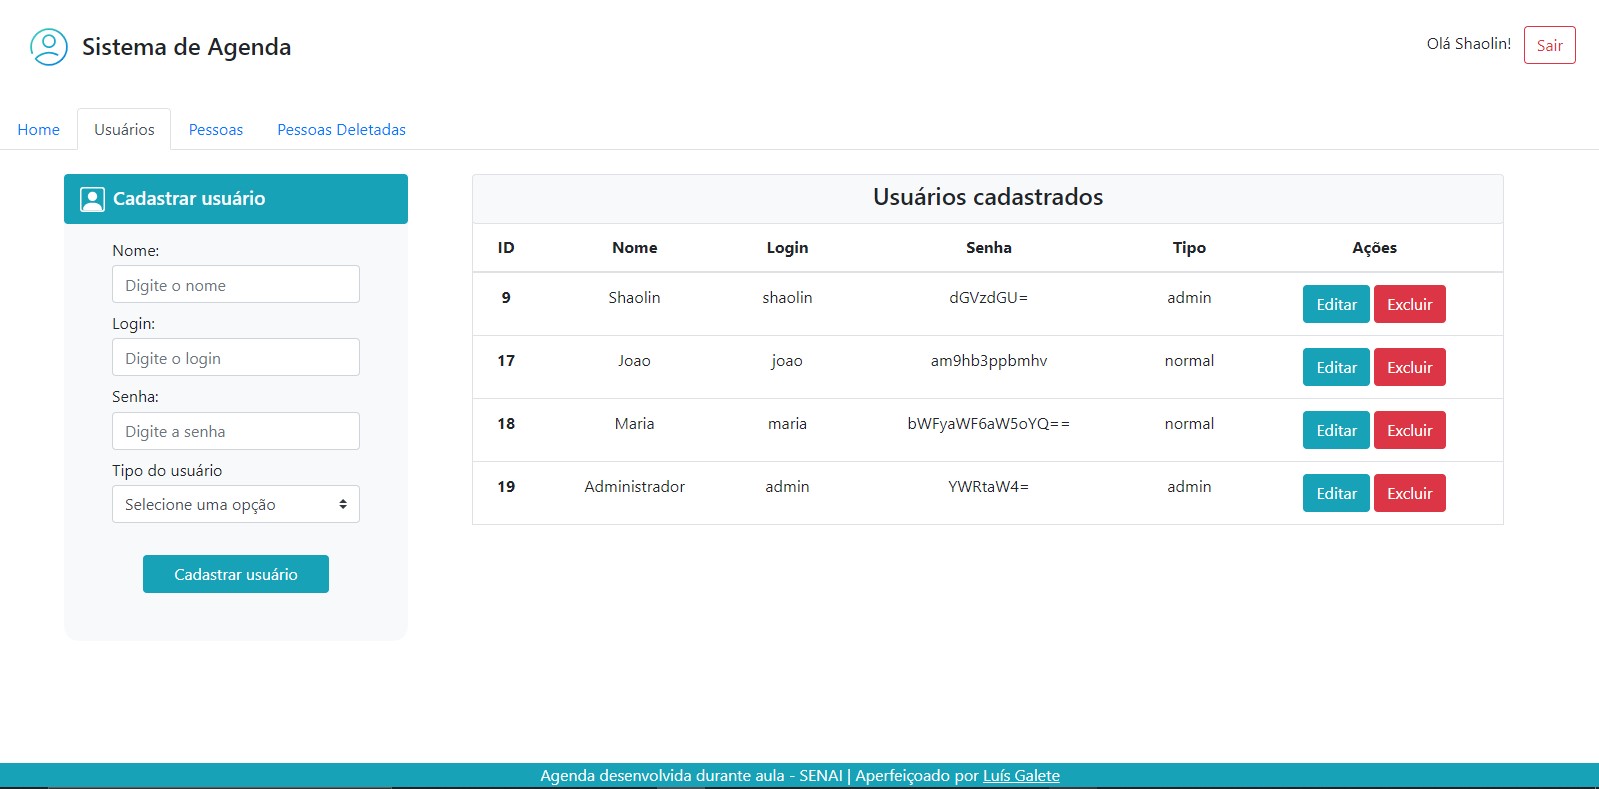 Sistema de Agenda
Olá Shaolin! Sair
Home Usuários Pessoas Pessoas Deletadas
Cadastrar usuário
Nome:
Digite o nome
Login:
Digite o login
Senha:
Digite a senha
Tipo do usuário
Selecione uma opção
Cadastrar usuário
Usuários cadastrados
ID Nome Login Senha Tipo Ações
9 Shaolin shaolin dGVzdGU= admin Editar Excluir
17 Joao joao am9hb3ppbmhv normal Editar Excluir
18 Maria maria bWFyaWF6aW5oYQ== normal Editar Excluir
19 Administrador admin YWRtaW4= admin Editar Excluir
Agenda desenvolvida durante aula - SENAI | Aperfeiçoado por Luís Galete